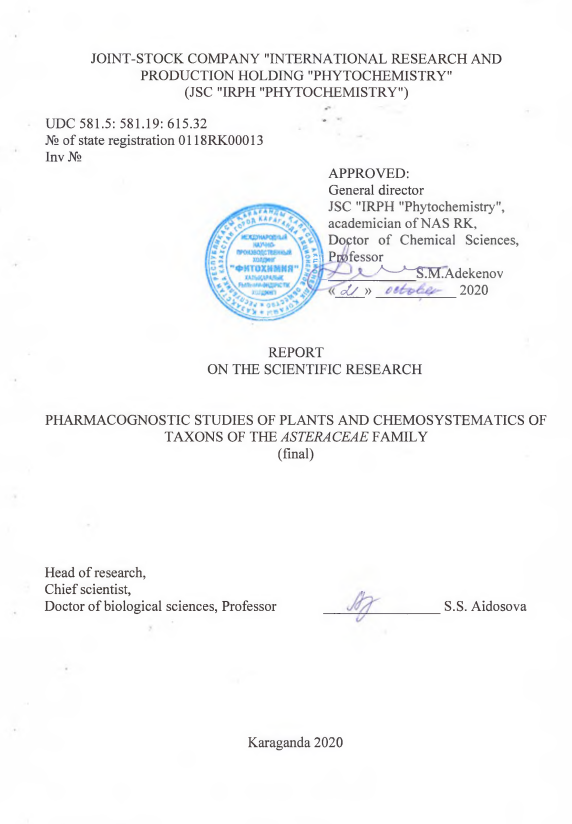 JOINT-STOCK COMPANY "INTERNATIONAL RESEARCH AND
PRODUCTION HOLDING "PHYTOCHEMISTRY"
(JSC "IRPH "PHYTOCHEMISTRY")
UDC 581.5: 581.19: 615.32
№ of state registration 0118RK00013
Inv №
APPROVED:
General director
JSC "IRPH "Phytochemistry",
academician of NAS RK,
Doctor of Chemical Sciences,
Professor
S.M.Adekenov
« 21 » october 2020
МЕЖДУНАРОДНЫЙ
НАУЧНО-
ПРОИЗВОДСТВЕННЫЙ
ХОЛДИНГ
"ФИТОХИМИЯ"
REPORT
ON THE SCIENTIFIC RESEARCH
PHARMACOGNOSTIC STUDIES OF PLANTS AND CHEMOSYSTEMATICS OF
TAXONS OF THE ASTERACEAE FAMILY
(final)
Head of research,
Chief scientist,
Doctor of biological sciences, Professor
S.S. Aidosova
Karaganda 2020